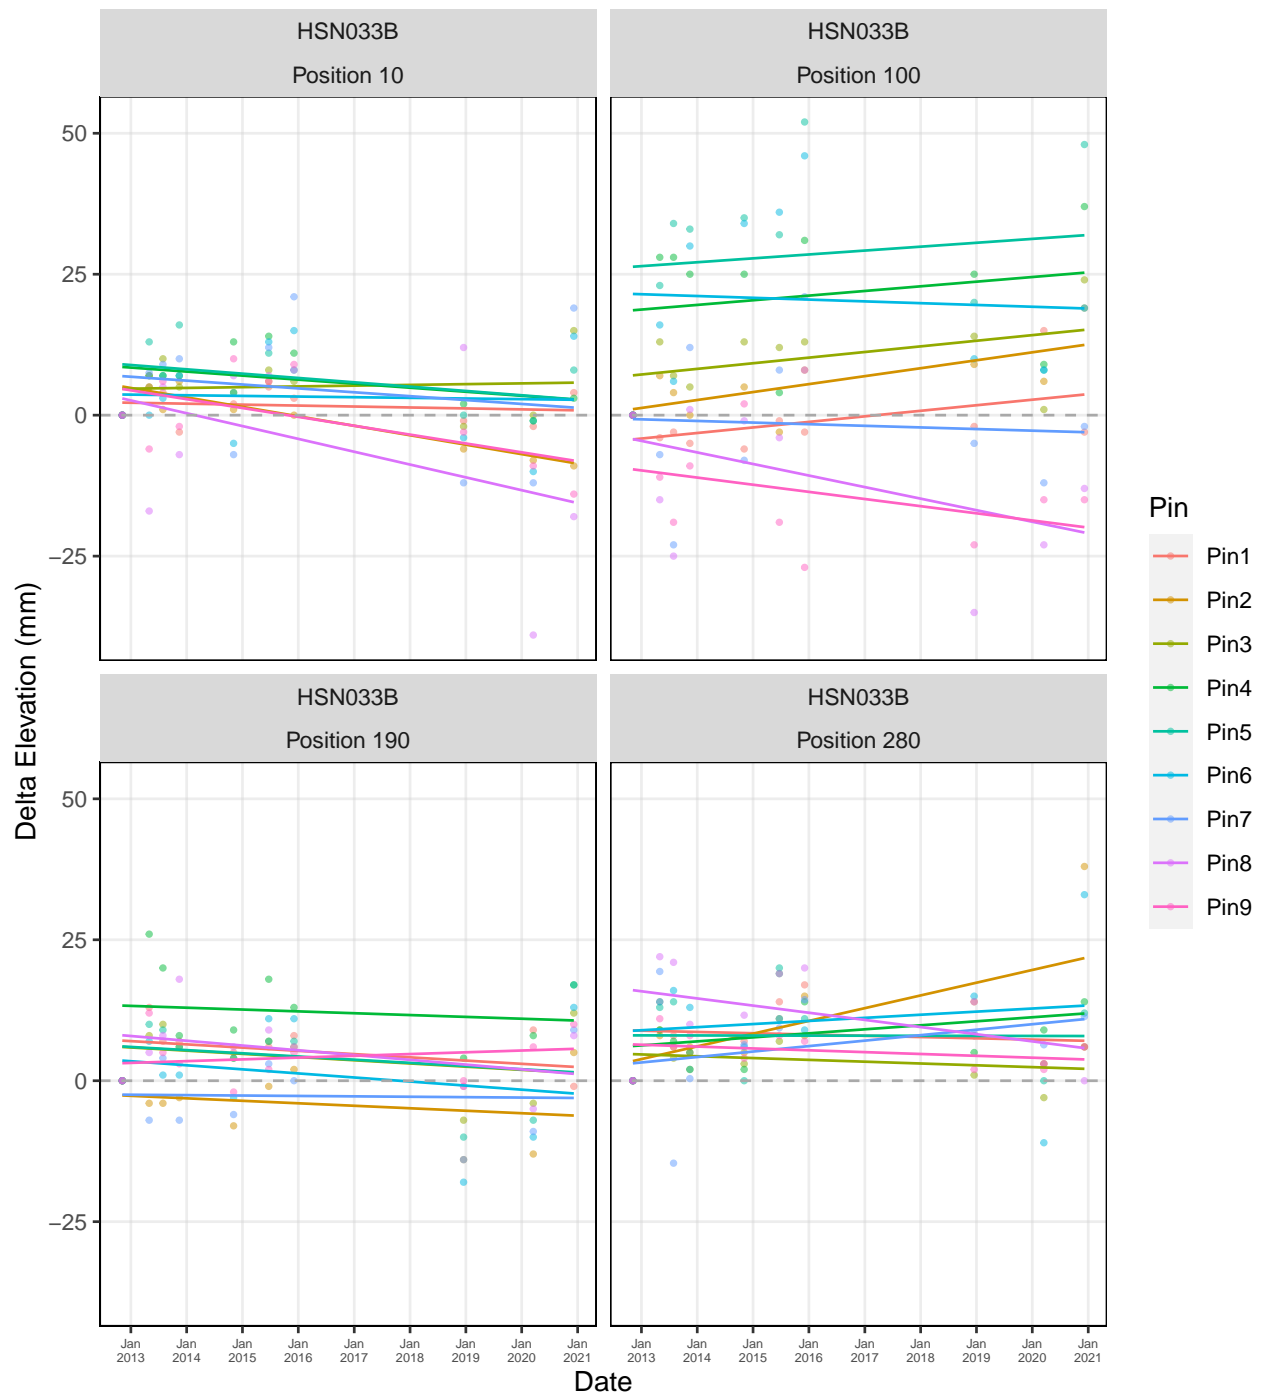 HSN033B
HSN033B
Position 10
Position 100
50
25
0
−25
HSN033B
HSN033B
Position 190
Position 280
50
25
0
−25
Delta Elevation (mm)
Jan 2013
Jan 2014
Jan 2015
Jan 2016
Jan 2017
Jan 2018
Jan 2019
Jan 2020
Jan 2021
Jan 2013
Jan 2014
Jan 2015
Jan 2016
Jan 2017
Jan 2018
Jan 2019
Jan 2020
Jan 2021
Date
Pin
Pin1
Pin2
Pin3
Pin4
Pin5
Pin6
Pin7
Pin8
Pin9